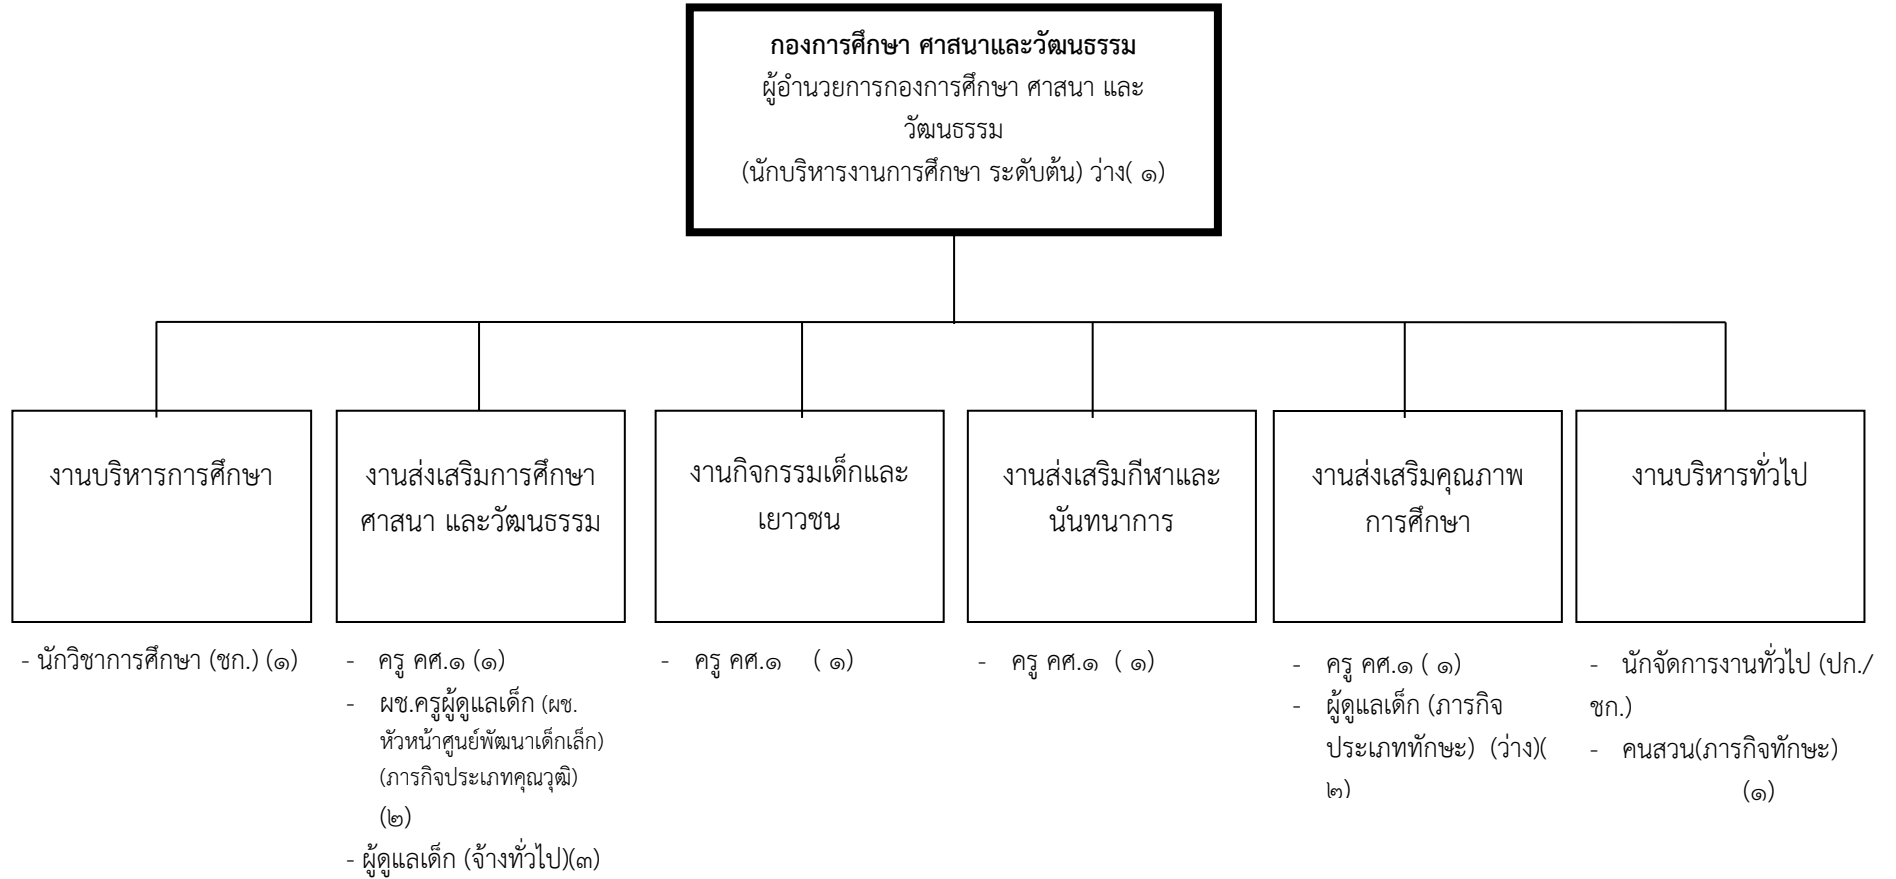 กองการศึกษา ศาสนาและวัฒนธรรม
ผู้อำนวยการกองการศึกษา ศาสนา และ
วัฒนธรรม
(นักบริหารงานการศึกษา ระดับต้น) ว่าง( ๑)
งานบริหารการศึกษา
งานส่งเสริมการศึกษา
ศาสนา และวัฒนธรรม
งานกิจกรรมเด็กและ
เยาวชน
งานส่งเสริมกีฬาและ
นันทนาการ
งานส่งเสริมคุณภาพ
การศึกษา
งานบริหารทั่วไป
- นักวิชาการศึกษา (ชก.) (๑)
- ครู คศ.๑ (๑)
- ผช.ครูผู้ดูแลเด็ก (ผช.
หัวหน้าศูนย์พัฒนาเด็กเล็ก)
(ภารกิจประเภทคุณวุฒิ)
(๒)
- ผู้ดูแลเด็ก (จ้างทั่วไป)(๓)
- ครู คศ.๑ ( ๑)
- ครู คศ.๑ ( ๑)
- ครู คศ.๑ ( ๑)
- ผู้ดูแลเด็ก (ภารกิจ
ประเภททักษะ) (ว่าง)(
๒)
- นักจัดการงานทั่วไป (ปก./
ชก.)
- คนสวน(ภารกิจทักษะ)
(๑)